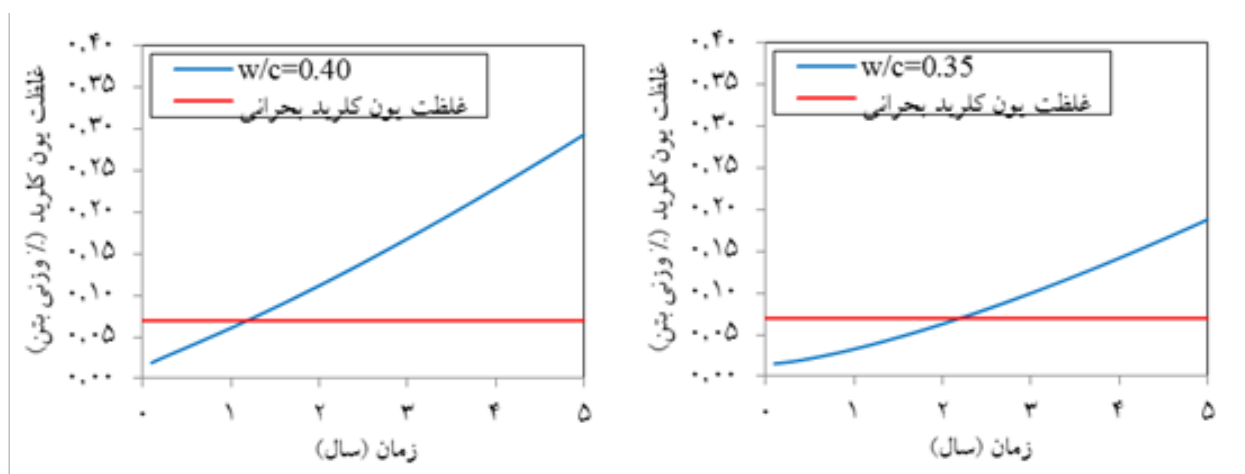 w/c=0.40
غلظت یون کلرید بحرانی
غلظت یون کلرید (٪ وزنی بتن)
۰.۴۰
۰.۳۵
۰.۳۰
۰.۲۵
۰.۲۰
۰.۱۵
۰.۱۰
۰.۰۵
۰.۰۰
۰ ۱ ۲ ۳ ۴ ۵
زمان (سال)
w/c=0.35
غلظت یون کلرید بحرانی
غلظت یون کلرید (٪ وزنی بتن)
۰.۴۰
۰.۳۵
۰.۳۰
۰.۲۵
۰.۲۰
۰.۱۵
۰.۱۰
۰.۰۵
۰.۰۰
۰ ۱ ۲ ۳ ۴ ۵
زمان (سال)